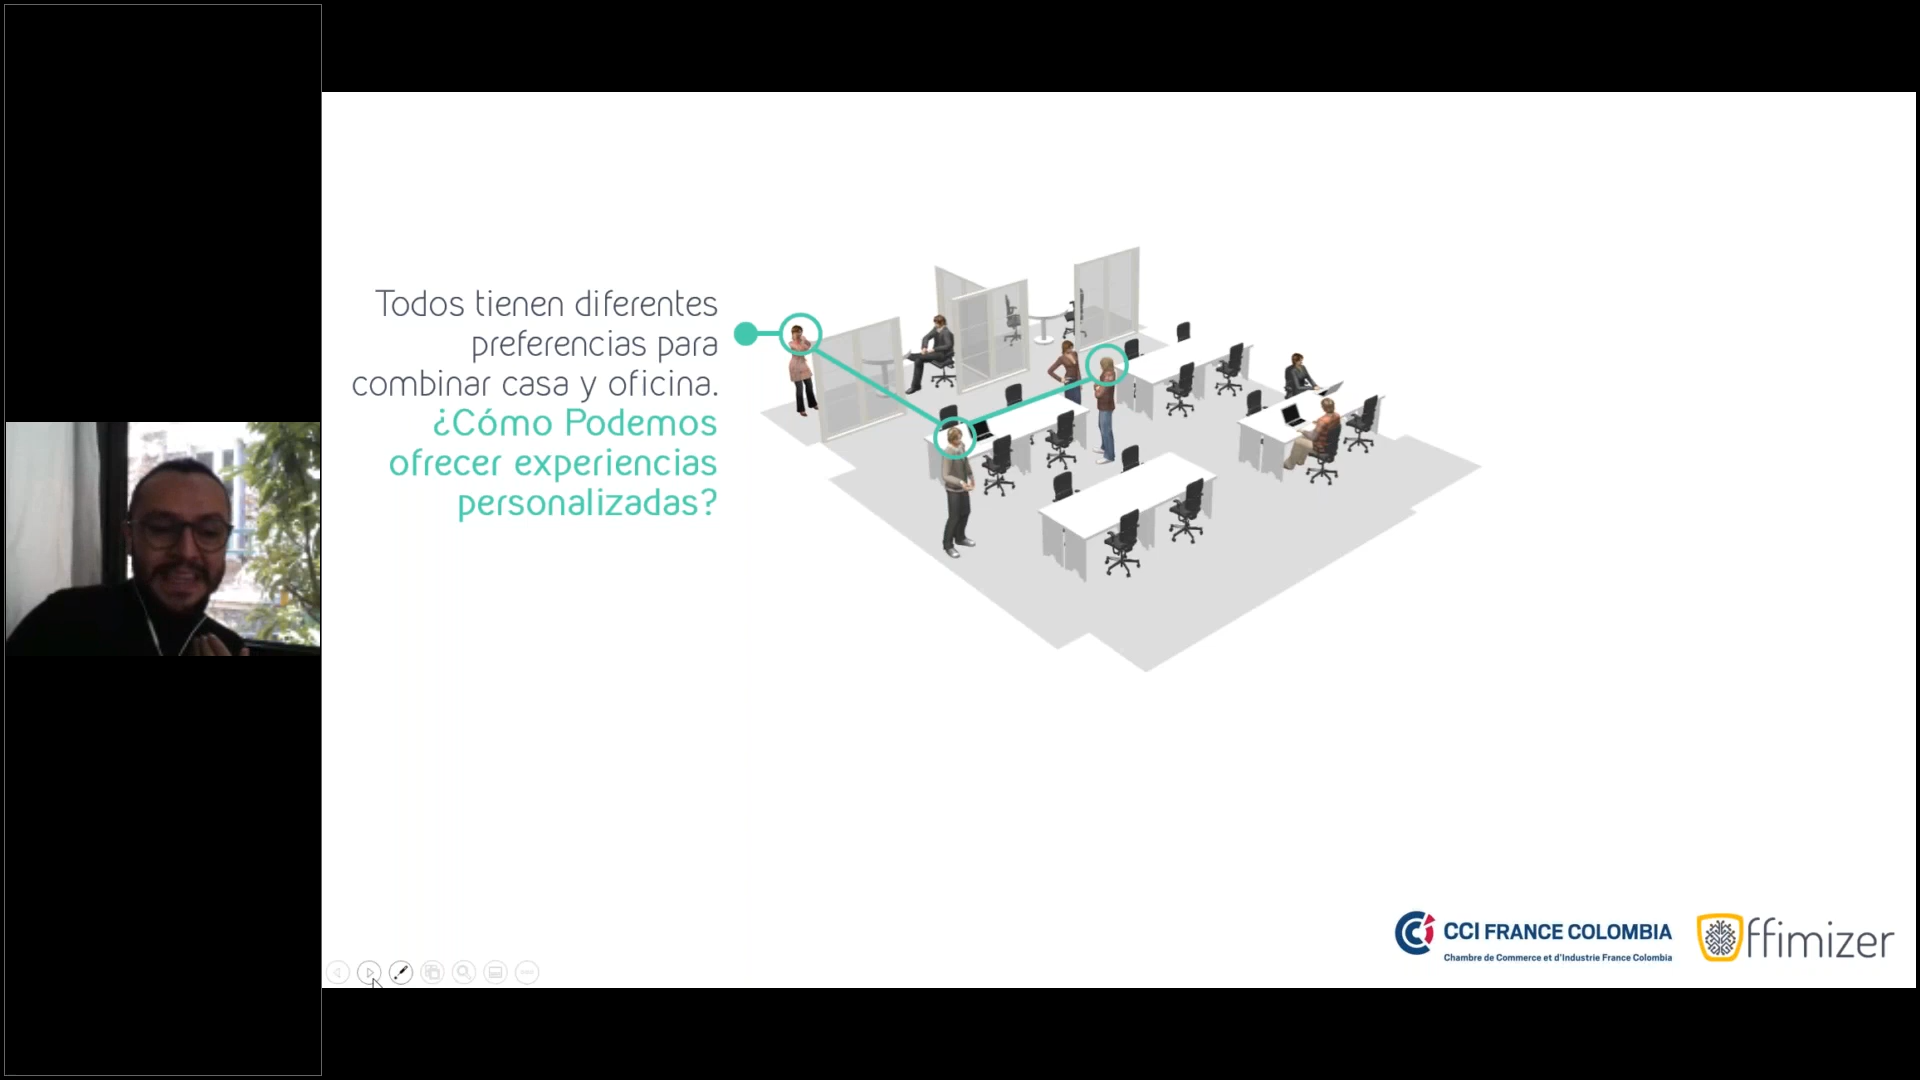 Todos tienen diferentes
preferencias para
combinar casa y oficina.
¿Cómo Podemos
ofrecer experiencias
personalizadas?
CCI FRANCE COLOMBIA
Chambre de Commerce et d'Industrie France Colombia
ffimizer